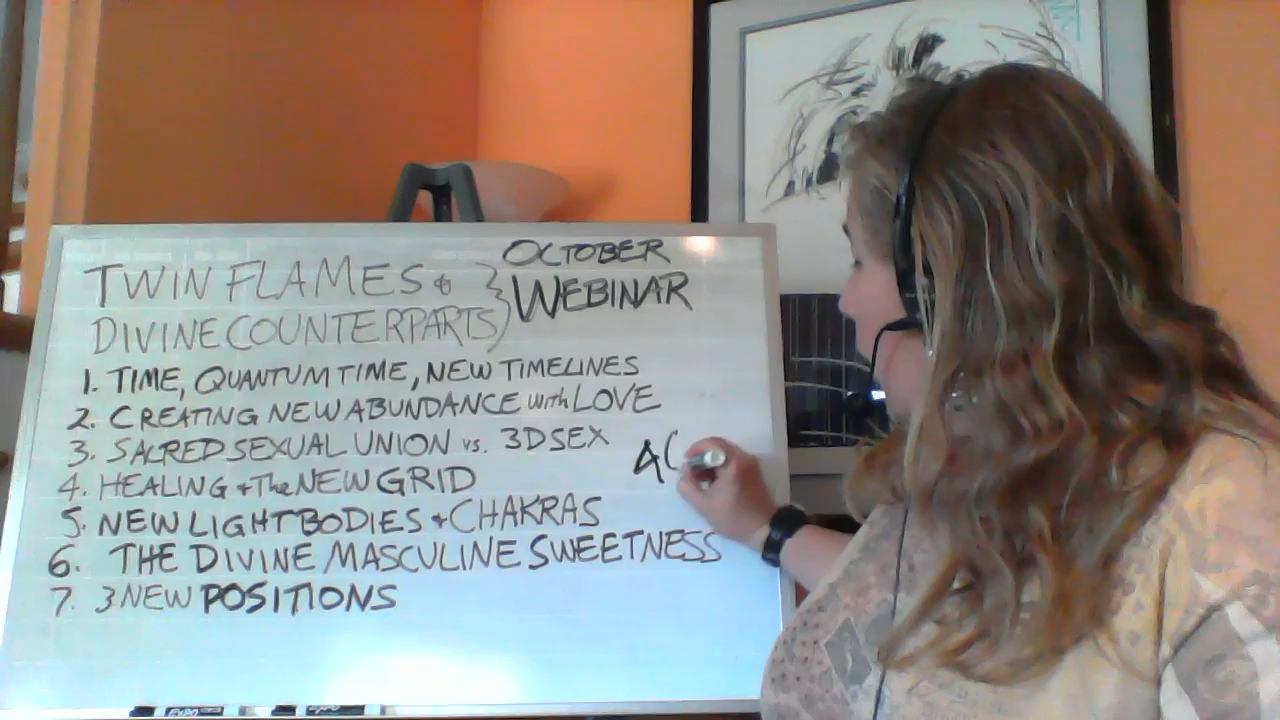 OCTOBER
TWIN FLAMES &
WEBINAR
DIVINE COUNTERPARTS
1. TIME, QUANTUM TIME, NEW TIMELINES
2. CREATING NEW ABUNDANCE with LOVE
3. SACRED SEXUAL UNION vs. 3D SEX
4. HEALING + The NEW GRID
5. NEW LIGHTBODIES + CHAKRAS
6. THE DIVINE MASCULINE SWEETNESS
7. 3 NEW POSITIONS
EXPO